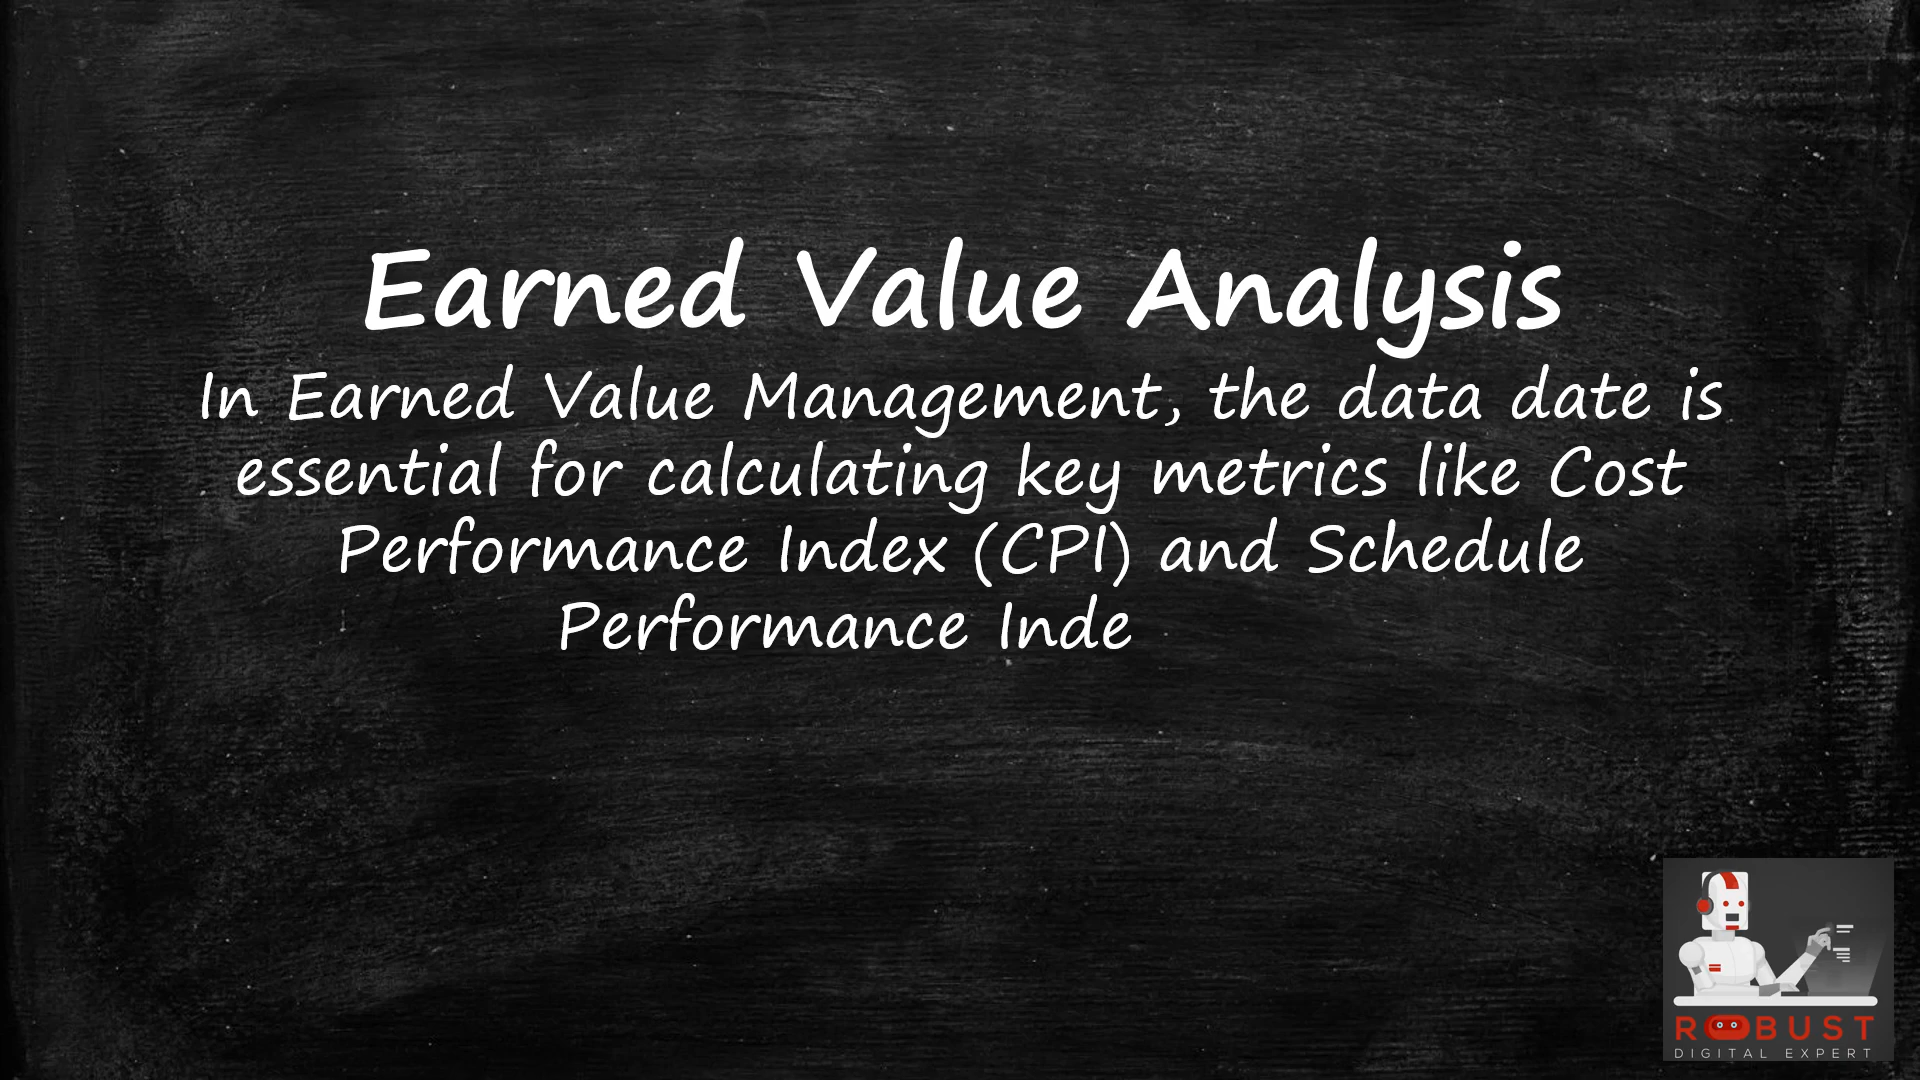 Earned Value Analysis
In Earned Value Management, the data date is
essential for calculating key metrics like Cost
Performance Index (CPI) and Schedule
Performance Inde
ROBUST
DIGITAL EXPERT